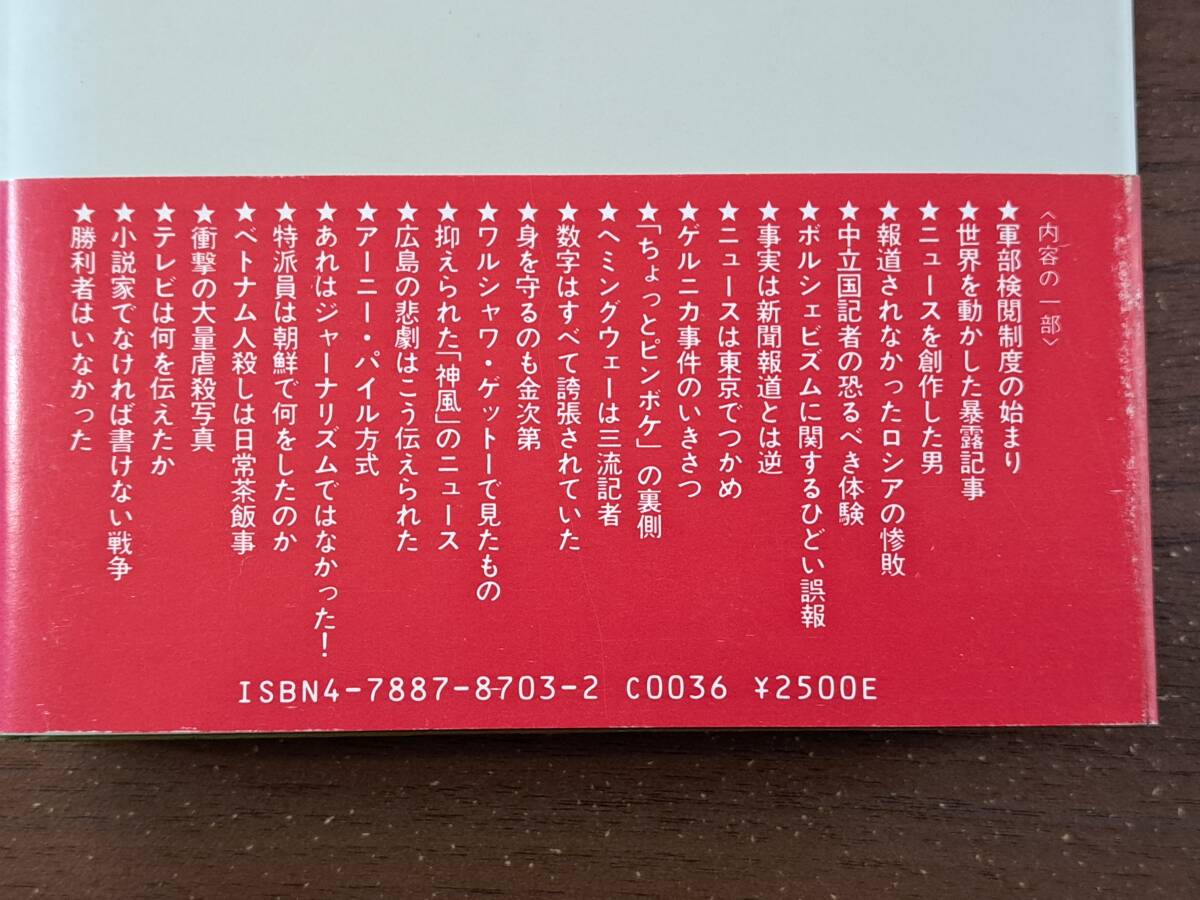 〈内容の一部〉
★軍部検閲制度の始まり
★世界を動かした暴露記事
★ニュースを創作した男
★報道されなかったロシアの惨敗
★中立国記者の恐るべき体験
★ボルシェビズムに関するひどい誤報
★事実は新聞報道とは逆
★ニュースは東京でつかめ
★ゲルニカ事件のいきさつ
★「ちょっとピンボケ」の裏側
★ヘミングウェーは三流記者
★数字はすべて誇張されていた
★身を守るのも金次第
★ワルシャワ・ゲットーで見たもの
★抑えられた「神風」のニュース
★広島の悲劇はこう伝えられた
★アーニー・パイル方式
★あれはジャーナリズムではなかった!
★特派員は朝鮮で何をしたのか
★ベトナム人殺しは日常茶飯事
★衝撃の大量虐殺写真
★テレビは何を伝えたか
★小説家でなければ書けない戦争
★勝利者はいなかった
ISBN4-7887-8703-2 C0036 ¥2500E